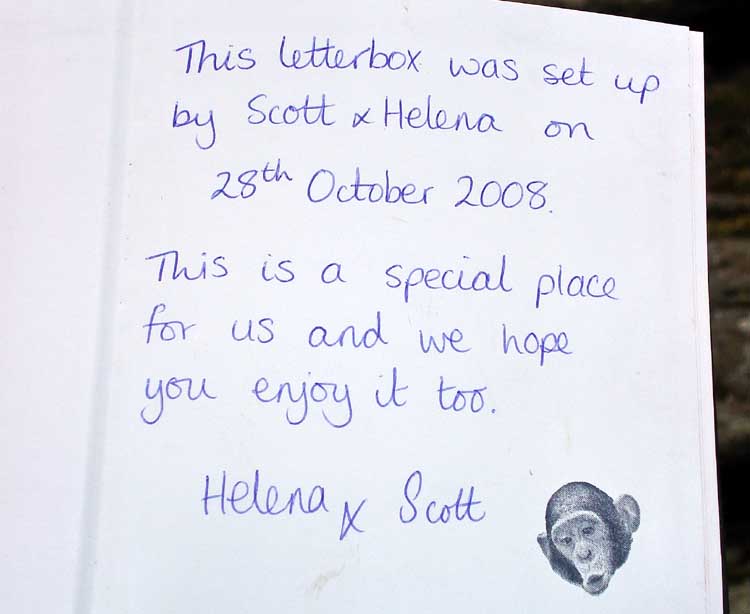 This letterbox was set up
by Scott & Helena on
28th October 2008.
This is a special place
for us and we hope
you enjoy it too.
Helena & Scott